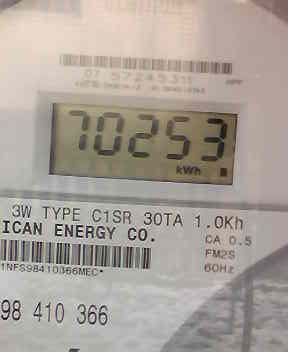 07 57245311
70253
kWh
3W TYPE C1SR 30TA 1.0Kh
ICAN ENERGY CO.
CA 0.5
FM2S
60Hz
1NFS98410366MEC*
98 410 366